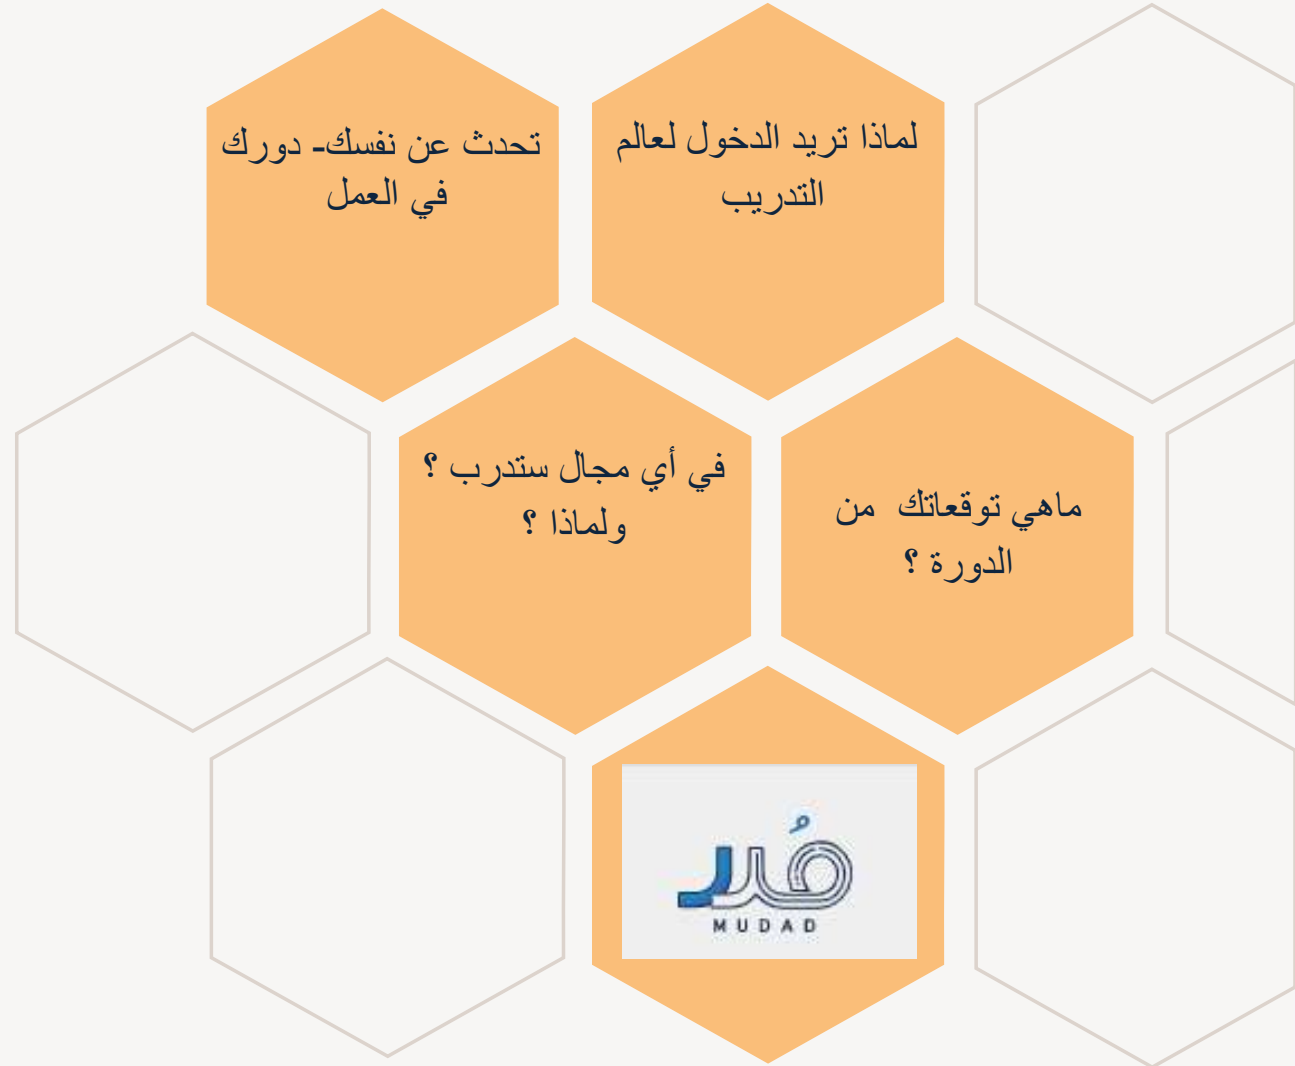 لماذا تريد الدخول لعالم
التدريب
تحدث عن نفسك- دورك
في العمل
ماهي توقعاتك من
الدورة ؟
في أي مجال ستدرب ؟
ولماذا ؟
مُدد
MUDAD